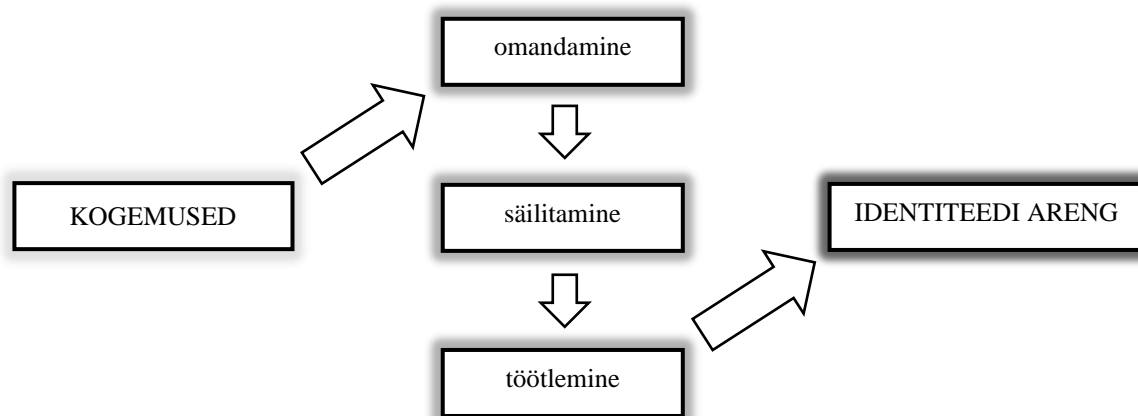 omandamine
KOGEMUSED
säilitamine
IDENTITEEDI ARENG
töötlemine